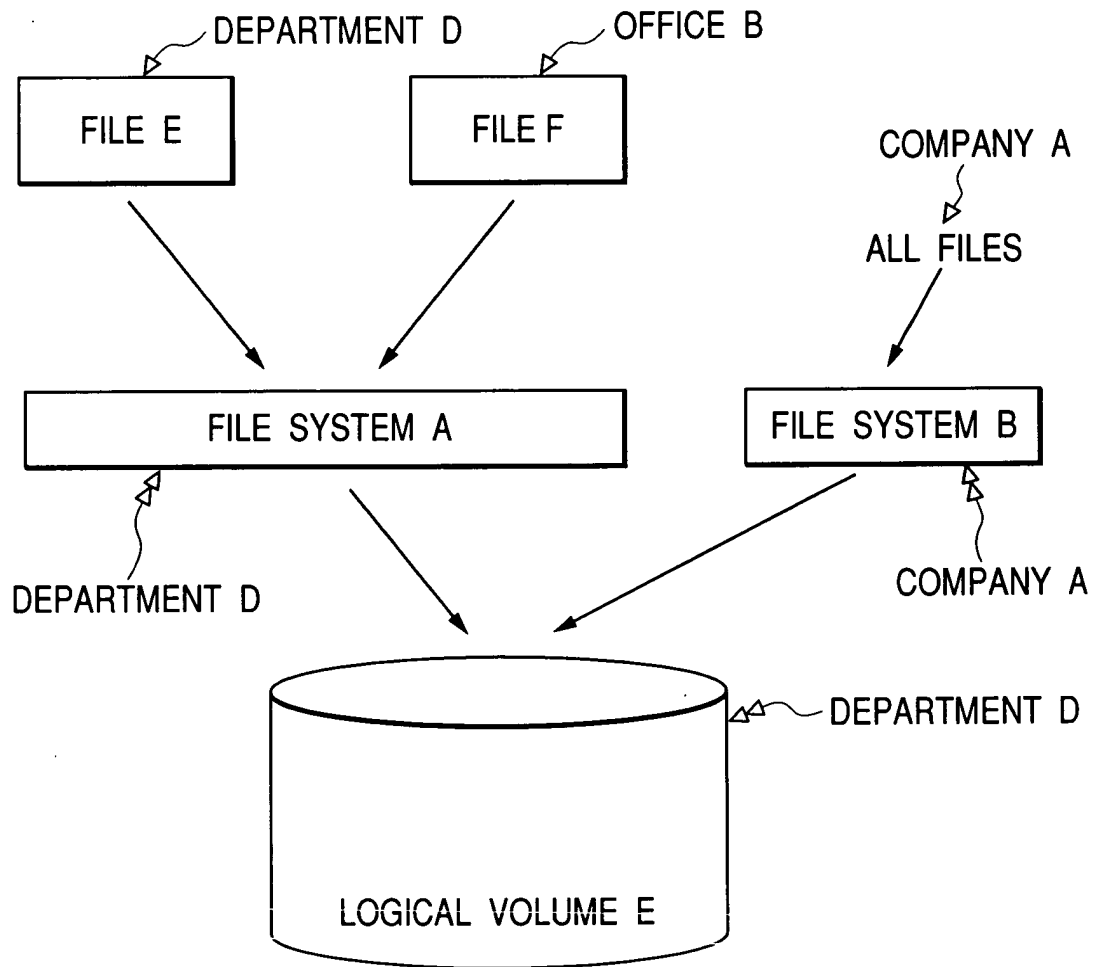 DEPARTMENT D
OFFICE B
FILE E
FILE F
COMPANY A
ALL FILES
FILE SYSTEM A
FILE SYSTEM B
DEPARTMENT D
COMPANY A
DEPARTMENT D
LOGICAL VOLUME E